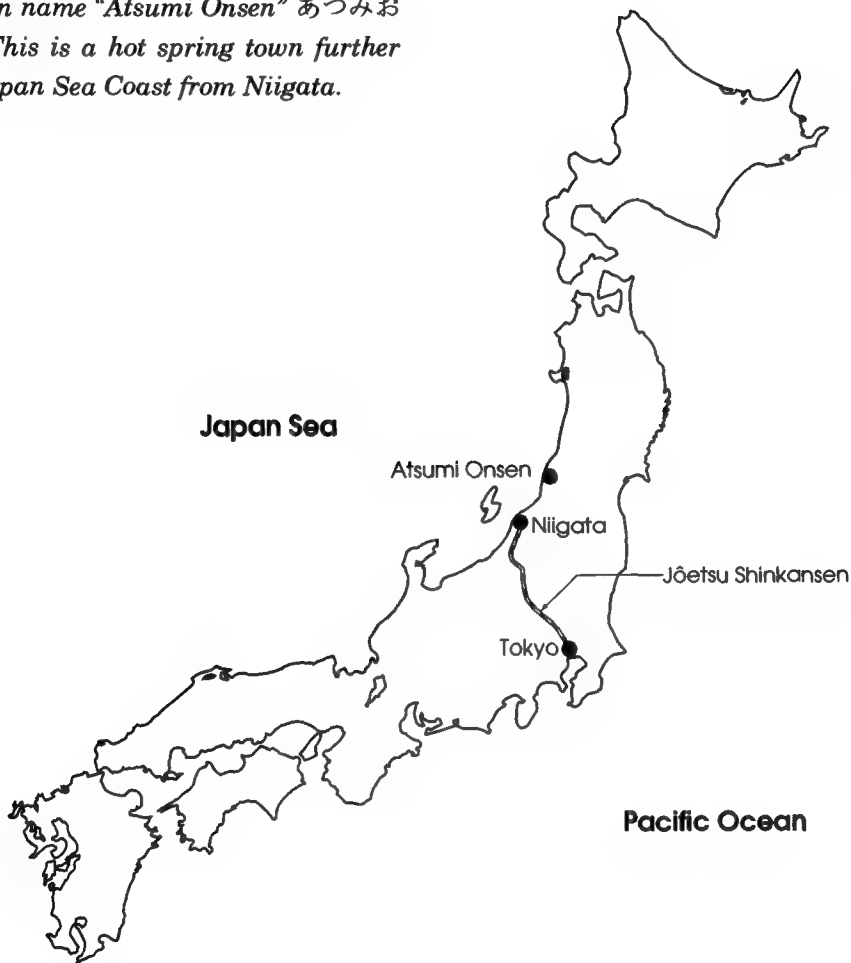 n name "Atsumi Onsen" あつみお
This is a hot spring town further
pan Sea Coast from Niigata.
Japan Sea
Atsumi Onsen
Niigata
Jôetsu Shinkansen
Tokyo
Pacific Ocean